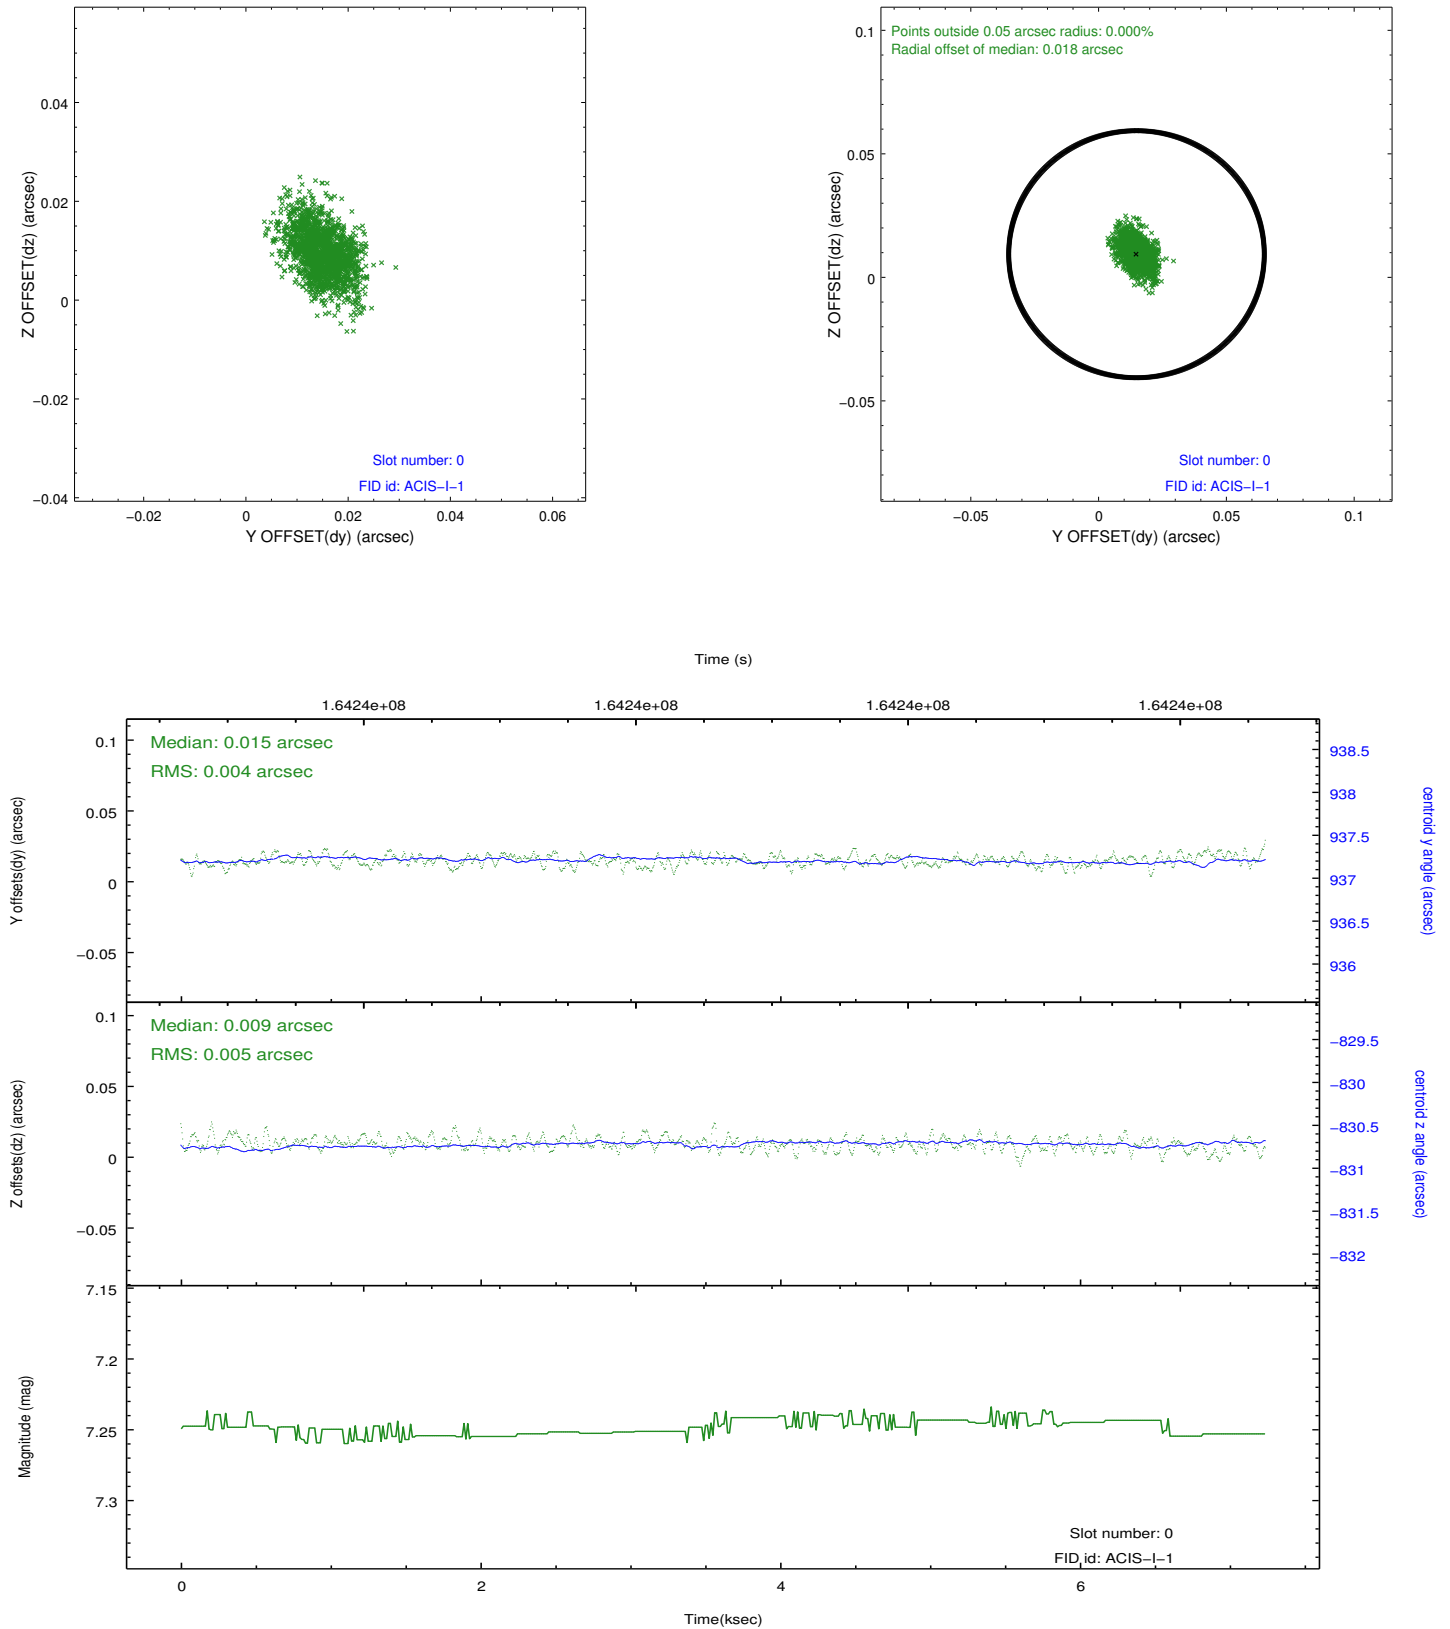 0.04
0.02
0
−0.02
−0.04
Z OFFSET(dz) (arcsec)
Slot number: 0
FID id: ACIS−I−1
−0.02 0 0.02 0.04 0.06
Y OFFSET(dy) (arcsec)
Points outside 0.05 arcsec radius: 0.000%
Radial offset of median: 0.018 arcsec
0.1
0.05
0
−0.05
Z OFFSET(dz) (arcsec)
Slot number: 0
FID id: ACIS−I−1
−0.05 0 0.05 0.1
Y OFFSET(dy) (arcsec)
Time (s)
1.6424e+08 1.6424e+08 1.6424e+08 1.6424e+08
Median: 0.015 arcsec
RMS: 0.004 arcsec
0.1
0.05
0
−0.05
Y offsets(dy) (arcsec)
938.5
938
937.5
937
936.5
936
centroid y angle (arcsec)
Median: 0.009 arcsec
RMS: 0.005 arcsec
0.1
0.05
0
−0.05
Z offsets(dz) (arcsec)
−829.5
−830
−830.5
−831
−831.5
−832
centroid z angle (arcsec)
7.15
7.2
7.25
7.3
Magnitude (mag)
Slot number: 0
FID id: ACIS−I−1
0 2 4 6
Time(ksec)